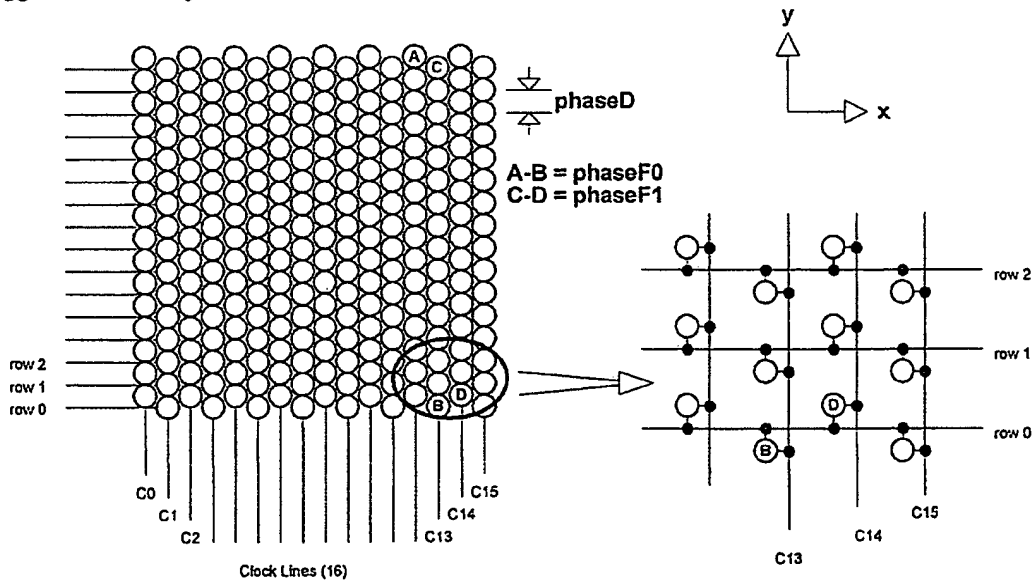 A
C
phaseD
A-B = phaseF0
C-D = phaseF1
y
x
row 2
row 1
row 0
B
D
C0
C1
C2
C13
C14
C15
Clock Lines (16)
row 2
row 1
row 0
D
B
C13
C14
C15